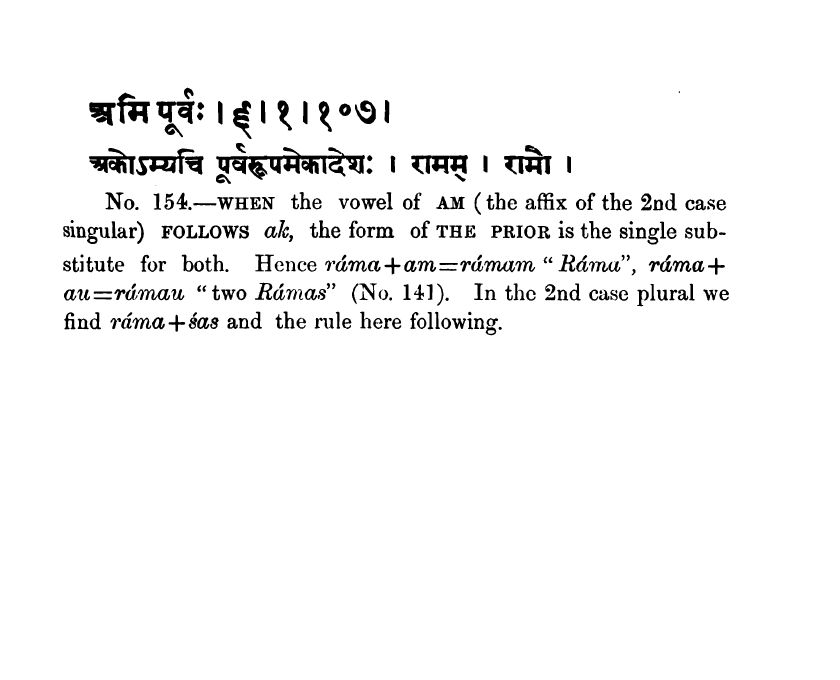 अमि पूर्वः । ६ । १ । १०७ ।
अकोऽम्यचि पूर्वरूपमेकादेशः । रामम् । रामौ ।
No. 154.—WHEN the vowel of AM (the affix of the 2nd case
singular) FOLLOWS ak, the form of THE PRIOR is the single sub-
stitute for both. Hence ráma+am=rámam “Ráma”, ráma+
au=rámau “two Rámas” (No. 141). In the 2nd case plural we
find ráma+śas and the rule here following.